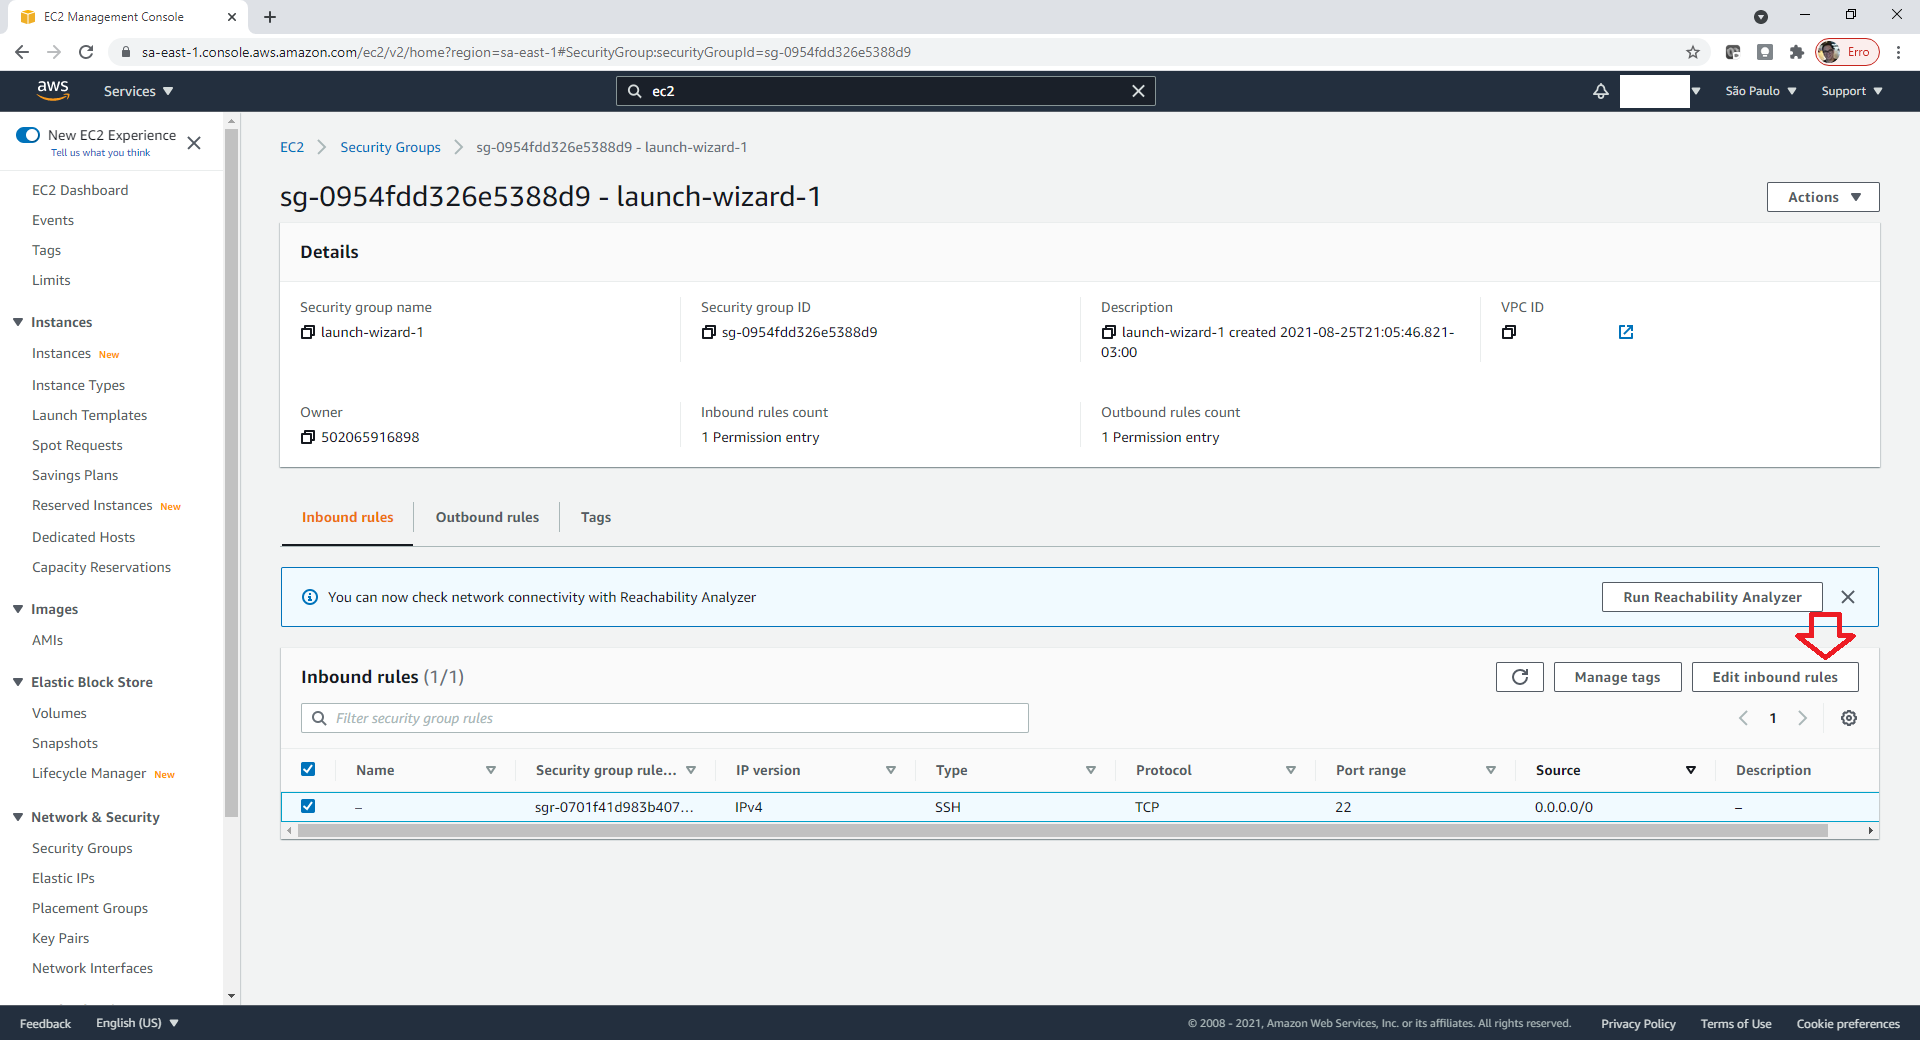 EC2 Management Console
sa-east-1.console.aws.amazon.com/ec2/v2/home?region=sa-east-1#SecurityGroup:securityGroupId=sg-0954fdd326e5388d9
Erro
aws
Services
ec2
São Paulo
Support
New EC2 Experience
Tell us what you think
EC2 Dashboard
Events
Tags
Limits
Instances
Instances New
Instance Types
Launch Templates
Spot Requests
Savings Plans
Reserved Instances New
Dedicated Hosts
Capacity Reservations
Images
AMIs
Elastic Block Store
Volumes
Snapshots
Lifecycle Manager New
Network & Security
Security Groups
Elastic IPs
Placement Groups
Key Pairs
Network Interfaces
EC2 > Security Groups > sg-0954fdd326e5388d9 - launch-wizard-1
sg-0954fdd326e5388d9 - launch-wizard-1
Actions
Details
Security group name
launch-wizard-1
Security group ID
sg-0954fdd326e5388d9
Description
launch-wizard-1 created 2021-08-25T21:05:46.821-
03:00
VPC ID
Owner
502065916898
Inbound rules count
1 Permission entry
Outbound rules count
1 Permission entry
Inbound rules
Outbound rules
Tags
You can now check network connectivity with Reachability Analyzer
Run Reachability Analyzer
Inbound rules (1/1)
Manage tags
Edit inbound rules
Filter security group rules
1
Name Security group rule... IP version Type Protocol Port range Source Description
– sgr-0701f41d983b407... IPv4 SSH TCP 22 0.0.0.0/0 –
Feedback
English (US)
© 2008 - 2021, Amazon Web Services, Inc. or its affiliates. All rights reserved.
Privacy Policy
Terms of Use
Cookie preferences